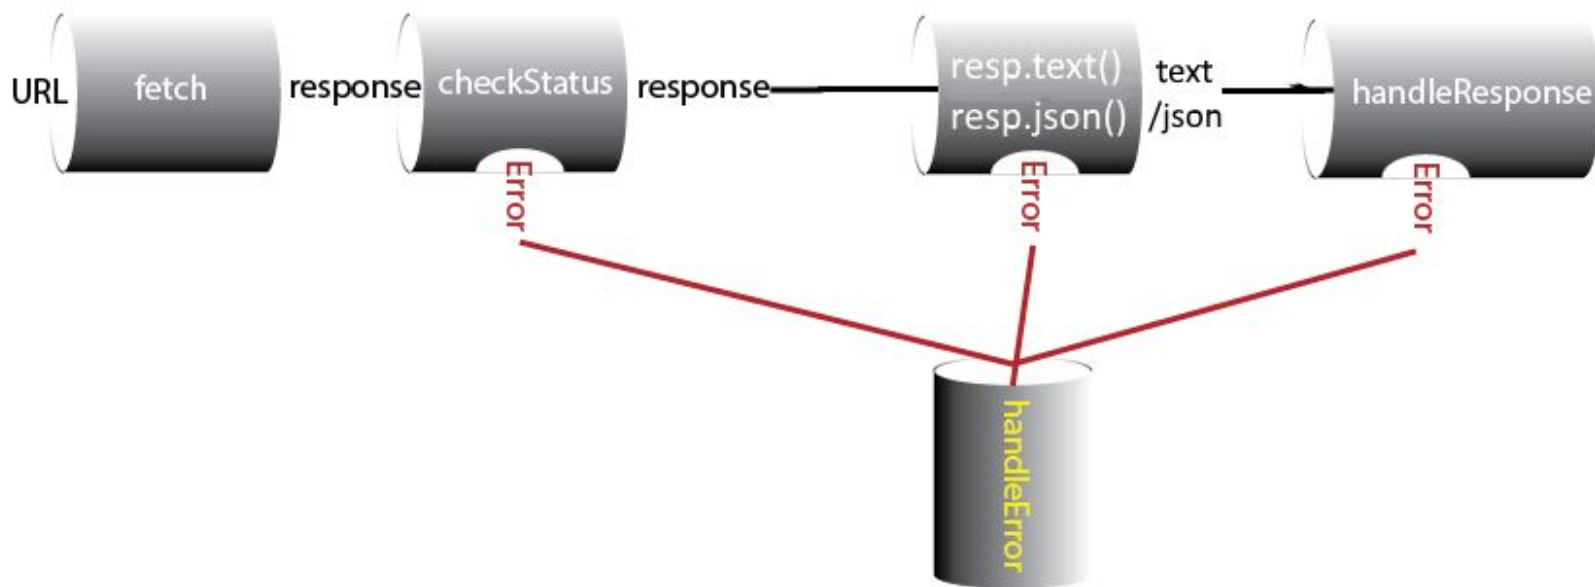 URL
fetch
response
checkStatus
response
resp.text()
resp.json()
text
/json
handleResponse
Error
Error
Error
handleError